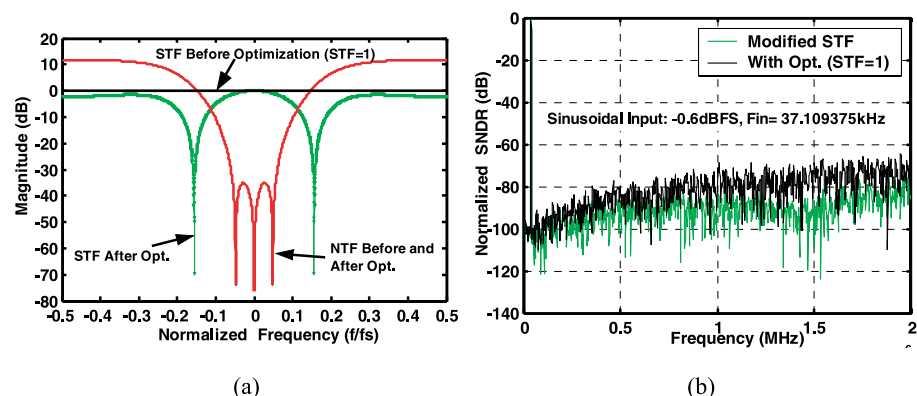 20
10
0
-10
-20
-30
-40
-50
-60
-70
-80
Magnitude (dB)
STF Before Optimization (STF=1)
STF After Opt.
NTF Before and
After Opt.
-0.5 -0.4 -0.3 -0.2 -0.1 0 0.1 0.2 0.3 0.4 0.5
Normalized Frequency (f/fs)
(a)
0
-20
-40
-60
-80
-100
-120
-140
Normalized SNDR (dB)
Modified STF
With Opt. (STF=1)
Sinusoidal Input: -0.6dBFS, Fin= 37.109375kHz
0 0.5 1 1.5 2
Frequency (MHz)
(b)